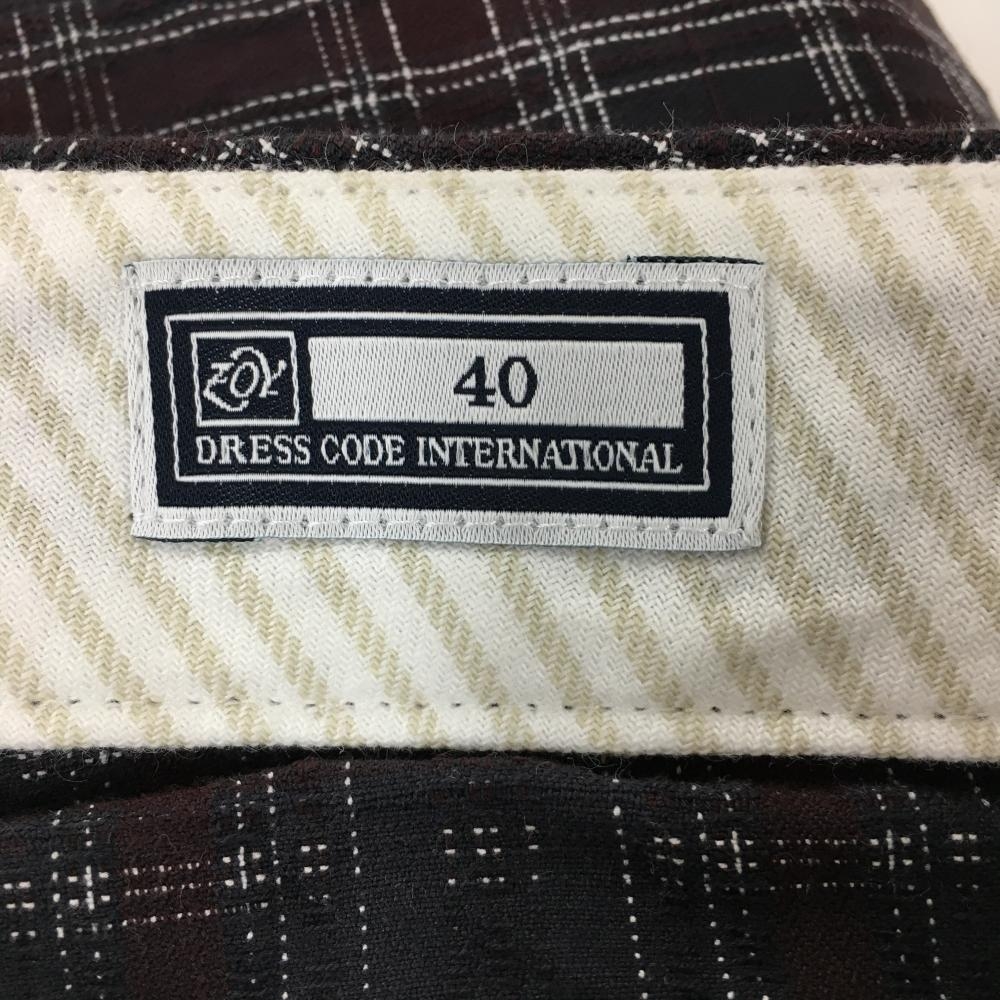 ZOY
40
DRESS CODE INTERNATIONAL